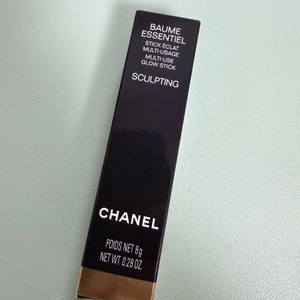 BAUME
ESSENTIEL
STICK ÉCLAT
MULTI-USAGE
MULTI-USE
GLOW STICK
SCULPTING
CHANEL
POIDS NET 8g
NET WT. 0.28 OZ.